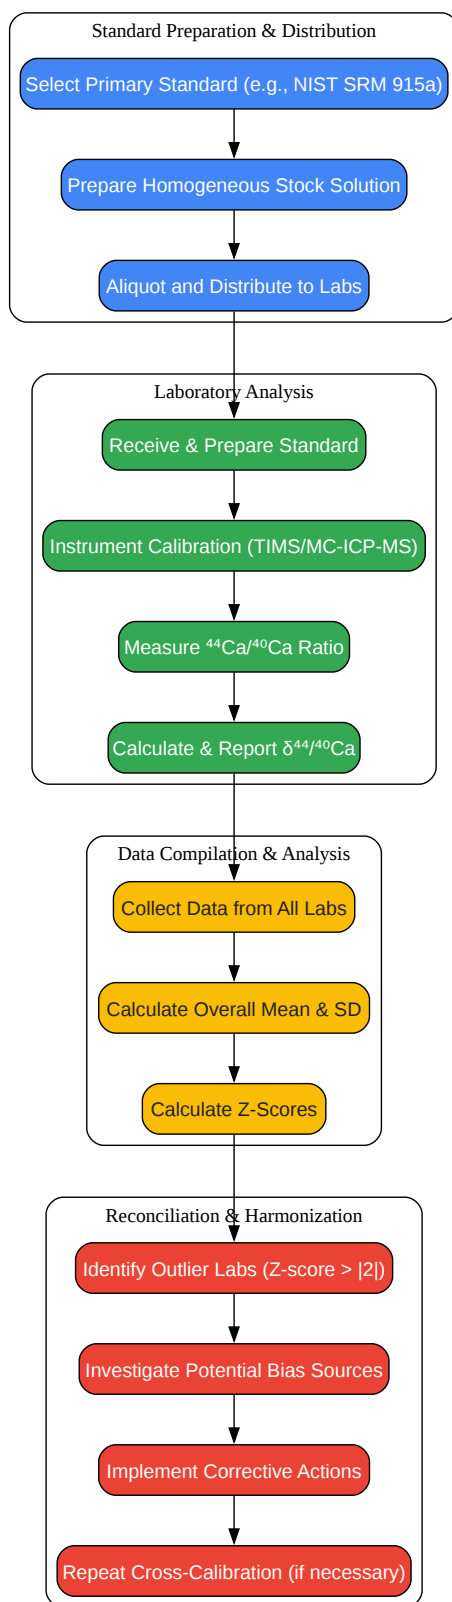 Standard Preparation & Distribution
Select Primary Standard (e.g., NIST SRM 915a)
Prepare Homogeneous Stock Solution
Aliquot and Distribute to Labs
Laboratory Analysis
Receive & Prepare Standard
Instrument Calibration (TIMS/MC-ICP-MS)
Measure ⁴⁴Ca/⁴⁰Ca Ratio
Calculate & Report δ⁴⁴/⁴⁰Ca
Data Compilation & Analysis
Collect Data from All Labs
Calculate Overall Mean & SD
Calculate Z-Scores
Reconciliation & Harmonization
Identify Outlier Labs (Z-score > |2|)
Investigate Potential Bias Sources
Implement Corrective Actions
Repeat Cross-Calibration (if necessary)